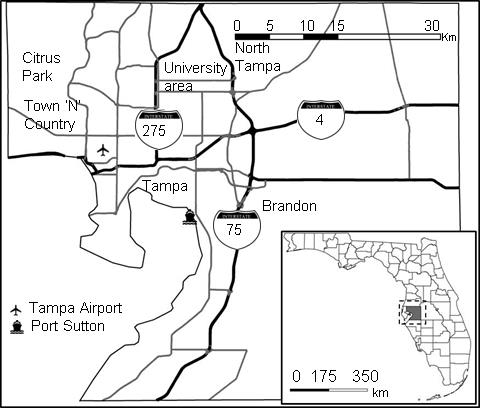 0 5 10 15 30
Km
Citrus
Park
University
area
North
Tampa
Town 'N'
Country
INTERSTATE
275
INTERSTATE
4
Tampa
Brandon
INTERSTATE
75
Tampa Airport
Port Sutton
0 175 350
km